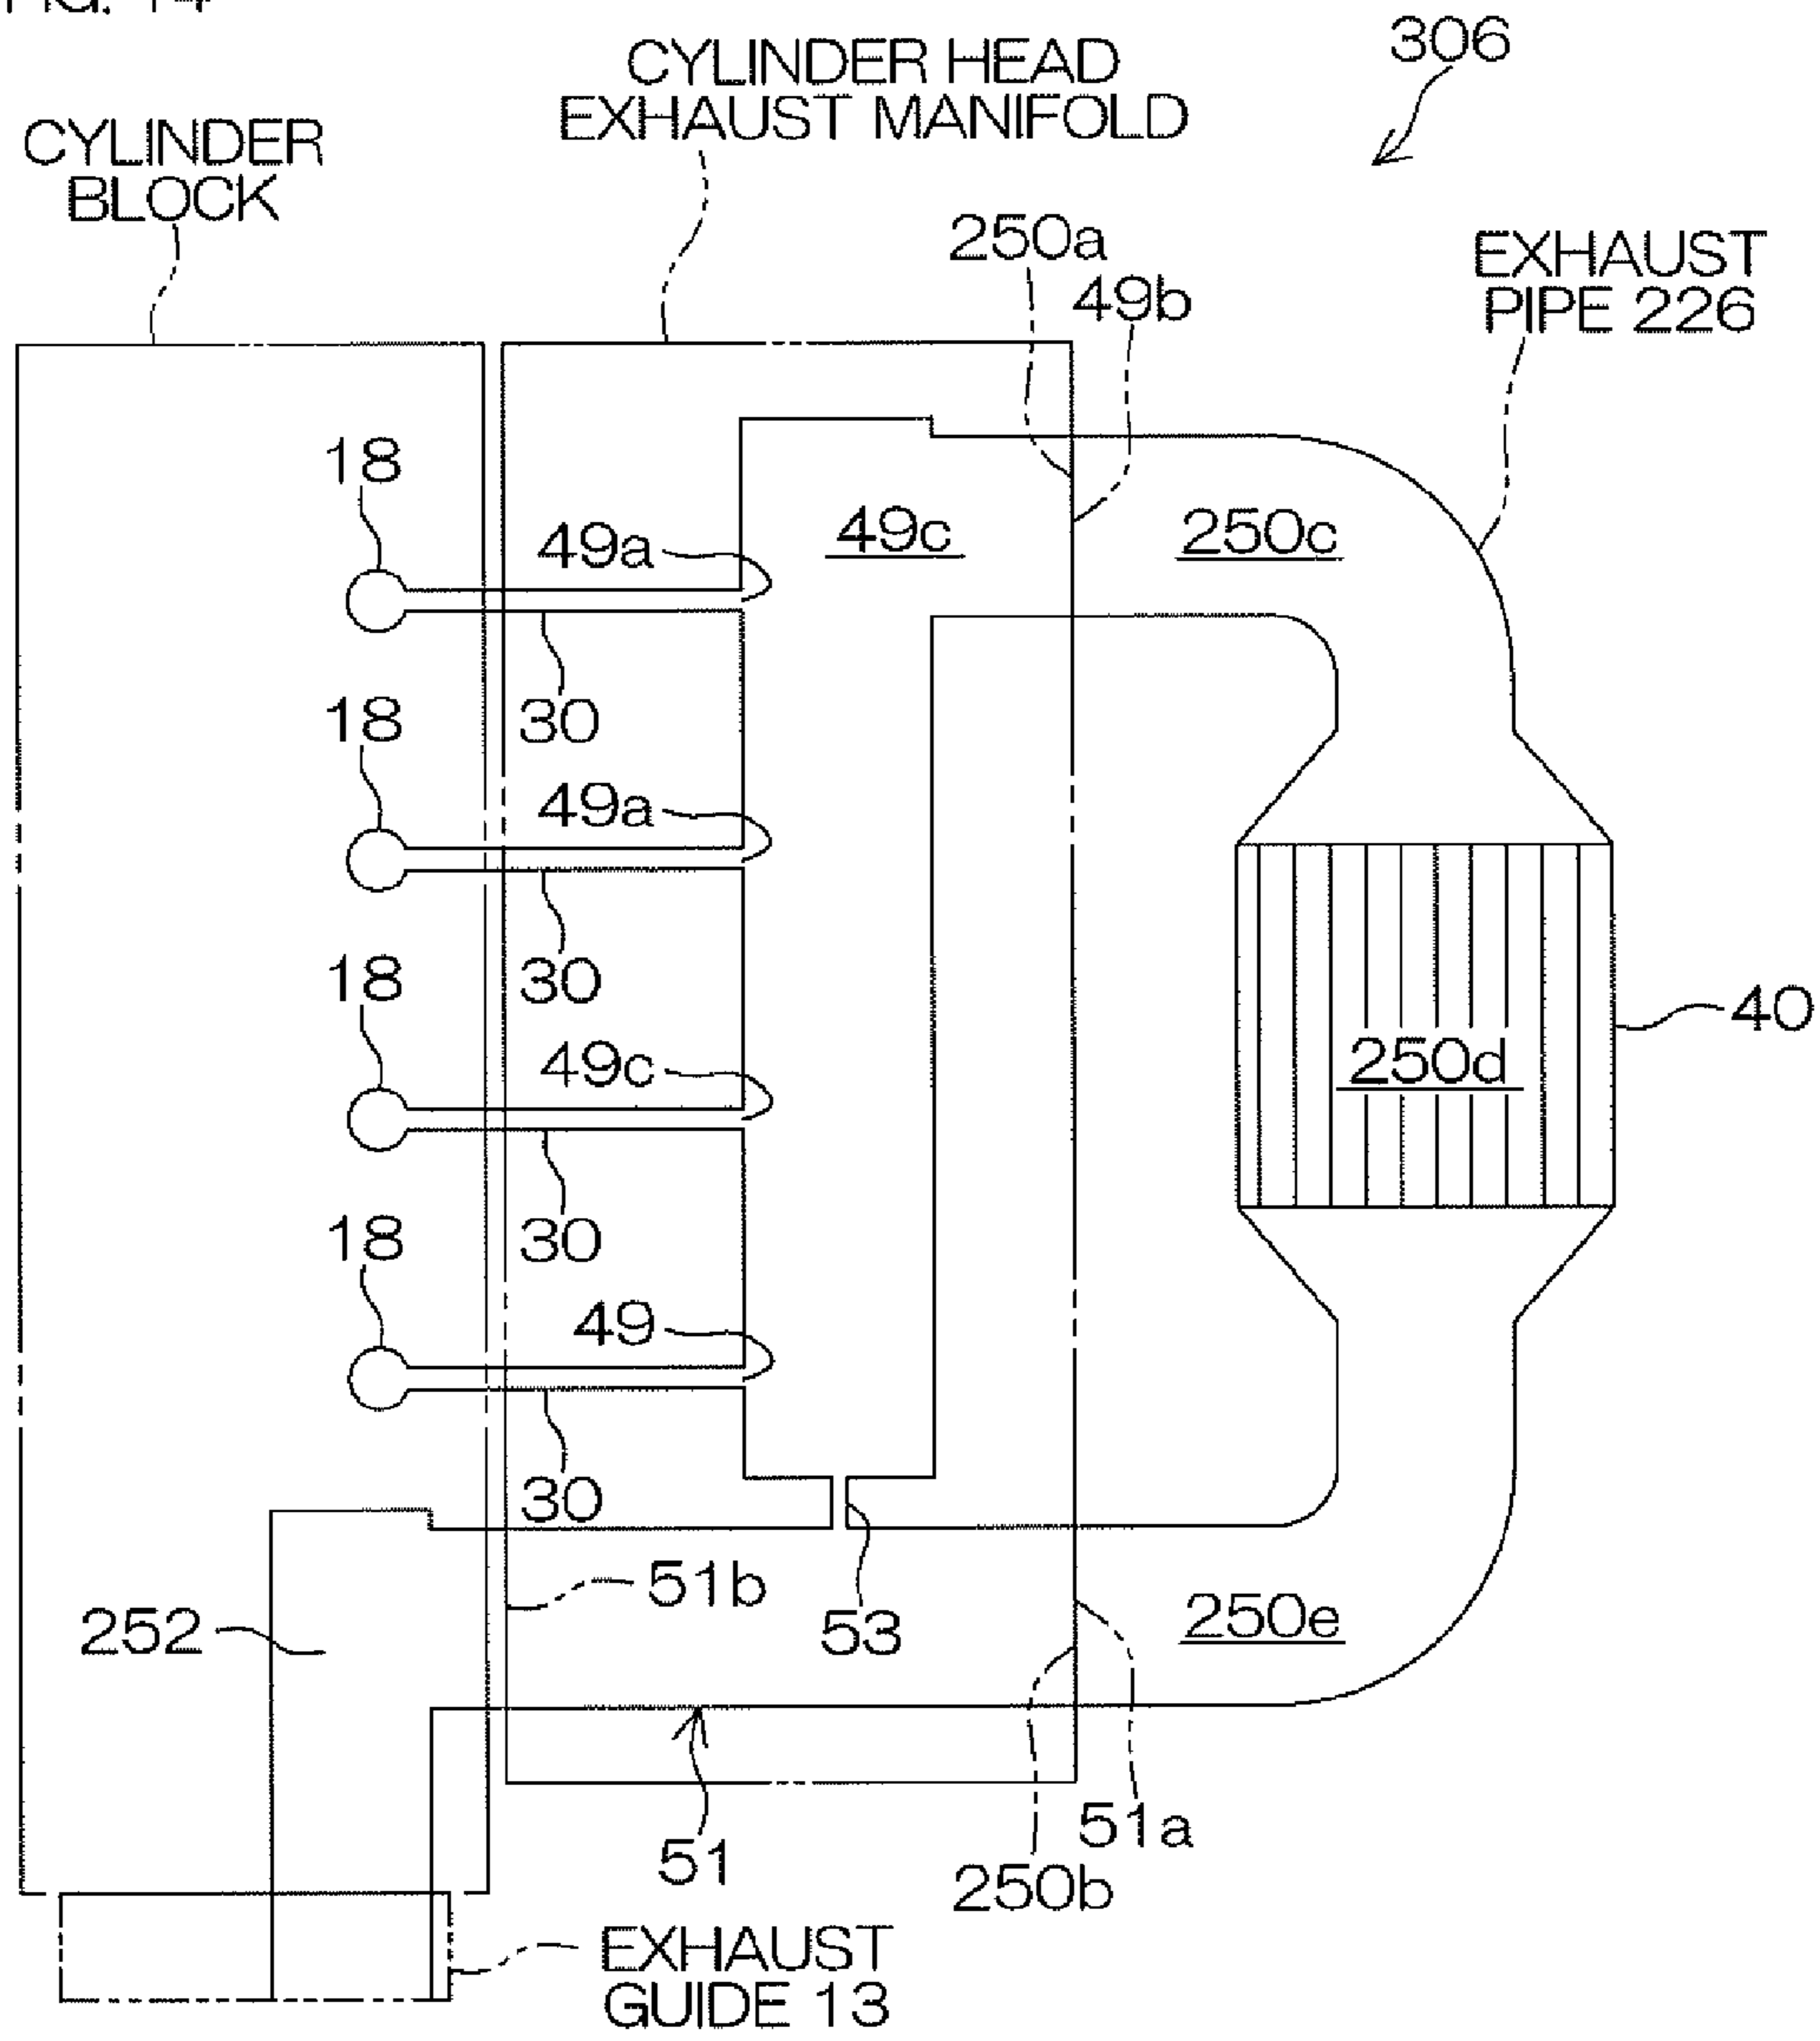 FIG. 14
306
CYLINDER HEAD
EXHAUST MANIFOLD
CYLINDER
BLOCK
250a
49b
EXHAUST
PIPE 226
18
49a
49c
250c
30
18
49a
30
18
49c
40
250d
30
18
49
30
51b
252
53
250e
51
51a
250b
EXHAUST
GUIDE 13